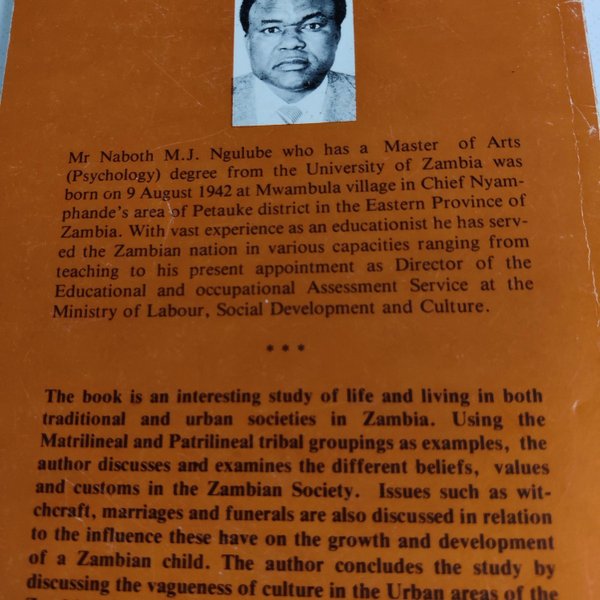 Mr Naboth M.J. Ngulube who has a Master of Arts
(Psychology) degree from the University of Zambia was
born on 9 August 1942 at Mwambula village in Chief Nyam-
phande's area of Petauke district in the Eastern Province of
Zambia. With vast experience as an educationist he has serv-
ed the Zambian nation in various capacities ranging from
teaching to his present appointment as Director of the
Educational and occupational Assessment Service at the
Ministry of Labour, Social Development and Culture.
* * *
The book is an interesting study of life and living in both
traditional and urban societies in Zambia. Using the
Matrilineal and Patrilineal tribal groupings as examples, the
author discusses and examines the different beliefs, values
and customs in the Zambian Society. Issues such as wit-
chcraft, marriages and funerals are also discussed in relation
to the influence these have on the growth and development
of a Zambian child. The author concludes the study by
discussing the vagueness of culture in the Urban areas of the